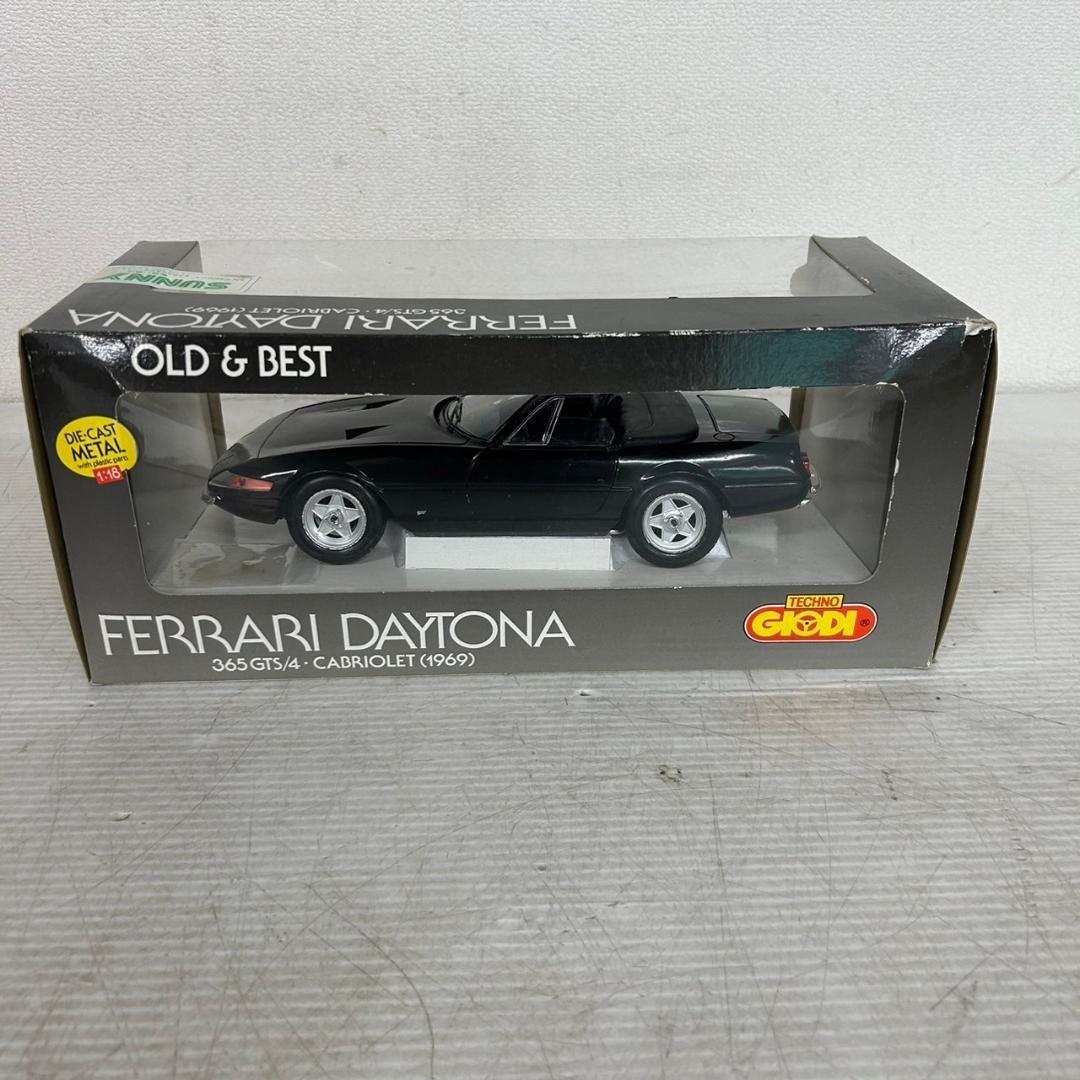 SUNNY
FERRARI DAYTONA
365 GTS/4 · CABRIOLET (1969)
OLD & BEST
DIE-CAST
METAL
with plastic parts
1:18
FERRARI DAYTONA
365 GTS/4 · CABRIOLET (1969)
TECHNO
GIODI ®